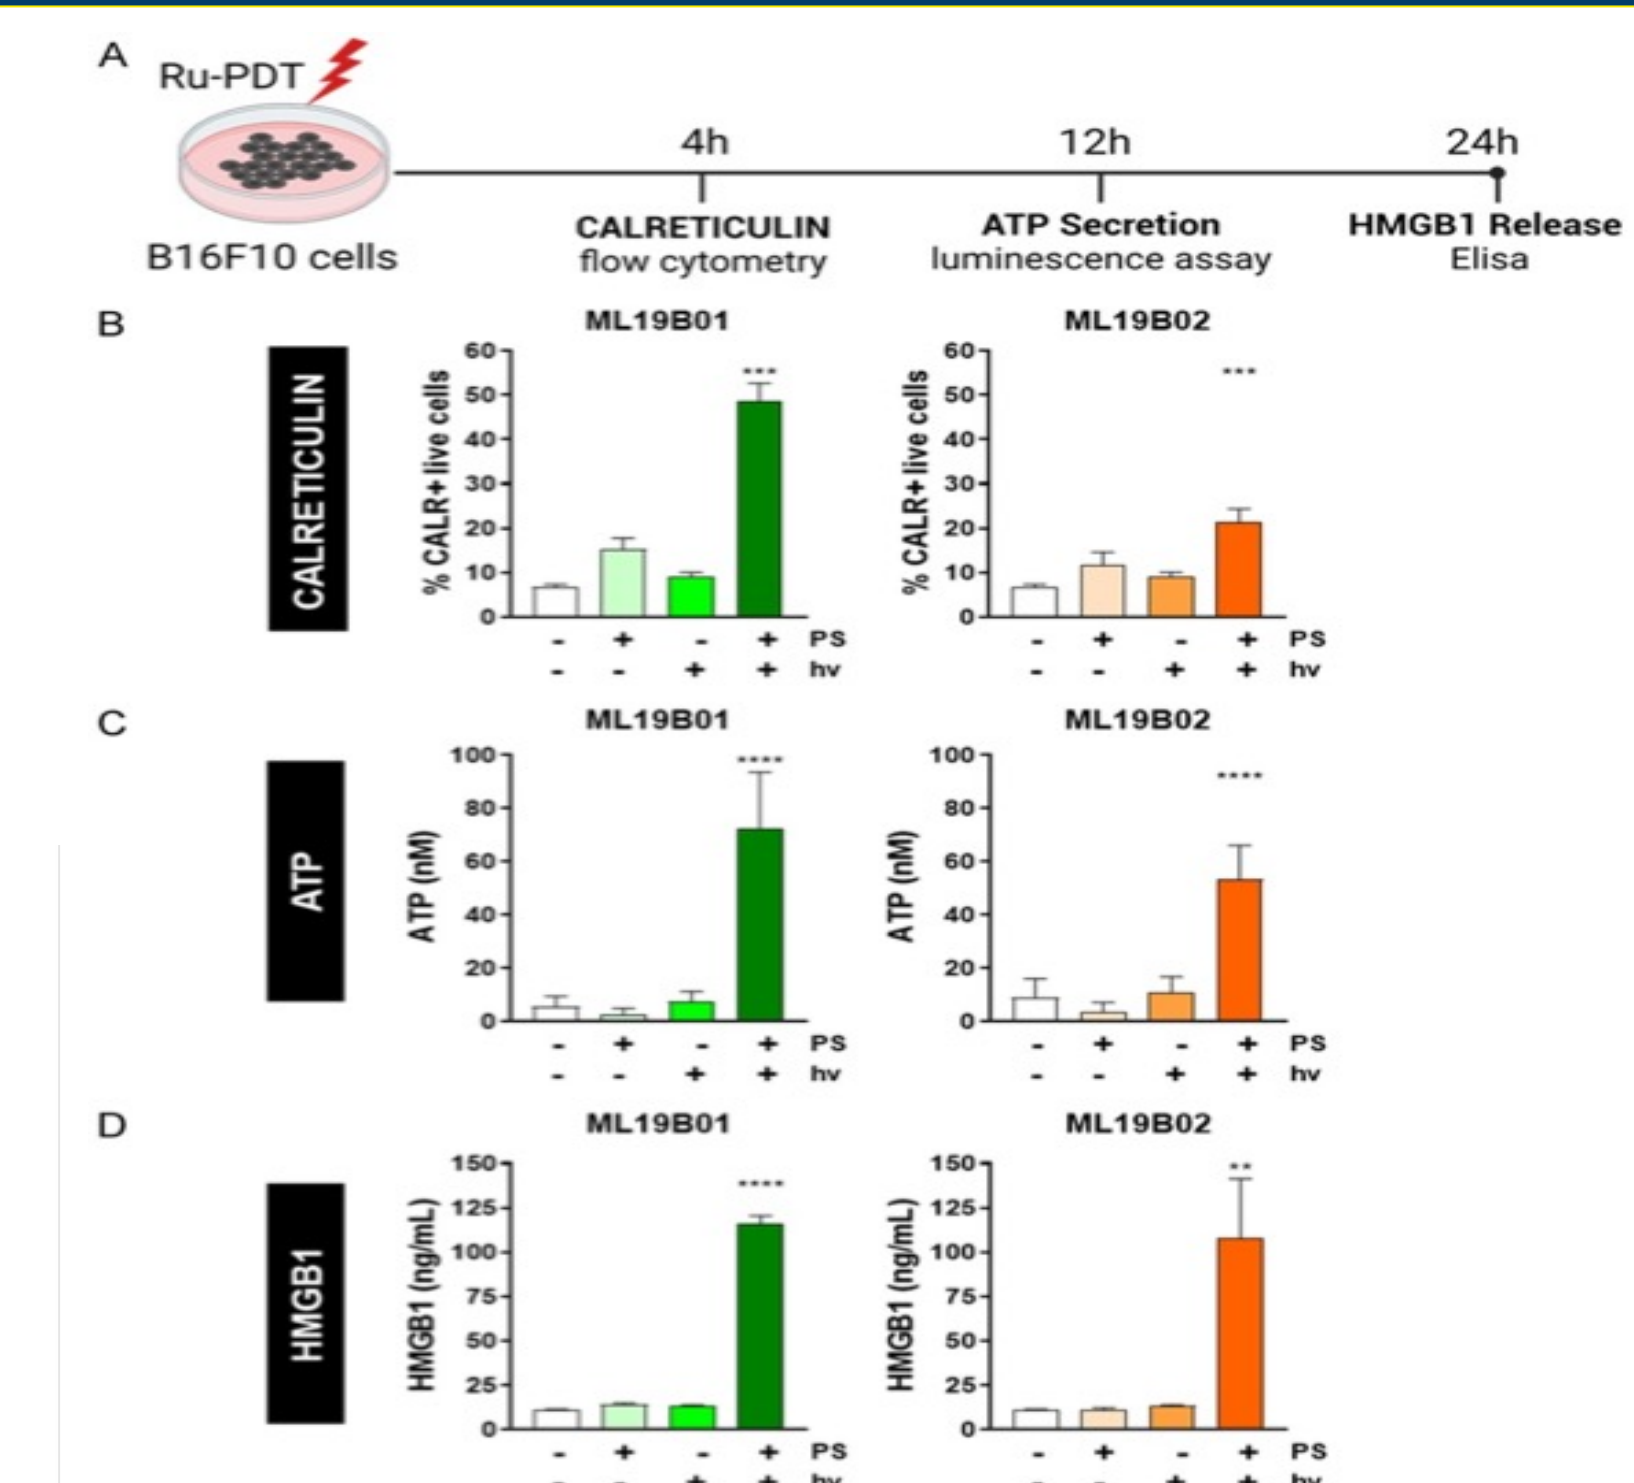 A
Ru-PDT
B16F10 cells
4h
12h
24h
CALRETICULIN
flow cytometry
ATP Secretion
luminescence assay
HMGB1 Release
Elisa
B
CALRETICULIN
ML19B01
% CALR+ live cells
60
50
40
30
20
10
0
***
- + - + PS
- - + + hv
ML19B02
% CALR+ live cells
60
50
40
30
20
10
0
***
- + - + PS
- - + + hv
C
ATP
ML19B01
ATP (nM)
100
80
60
40
20
0
****
- + - + PS
- - + + hv
ML19B02
ATP (nM)
100
80
60
40
20
0
****
- + - + PS
- - + + hv
D
HMGB1
ML19B01
HMGB1 (ng/mL)
150
125
100
75
50
25
0
****
- + - + PS
- - + + hv
ML19B02
HMGB1 (ng/mL)
150
125
100
75
50
25
0
**
- + - + PS
- - + + hv